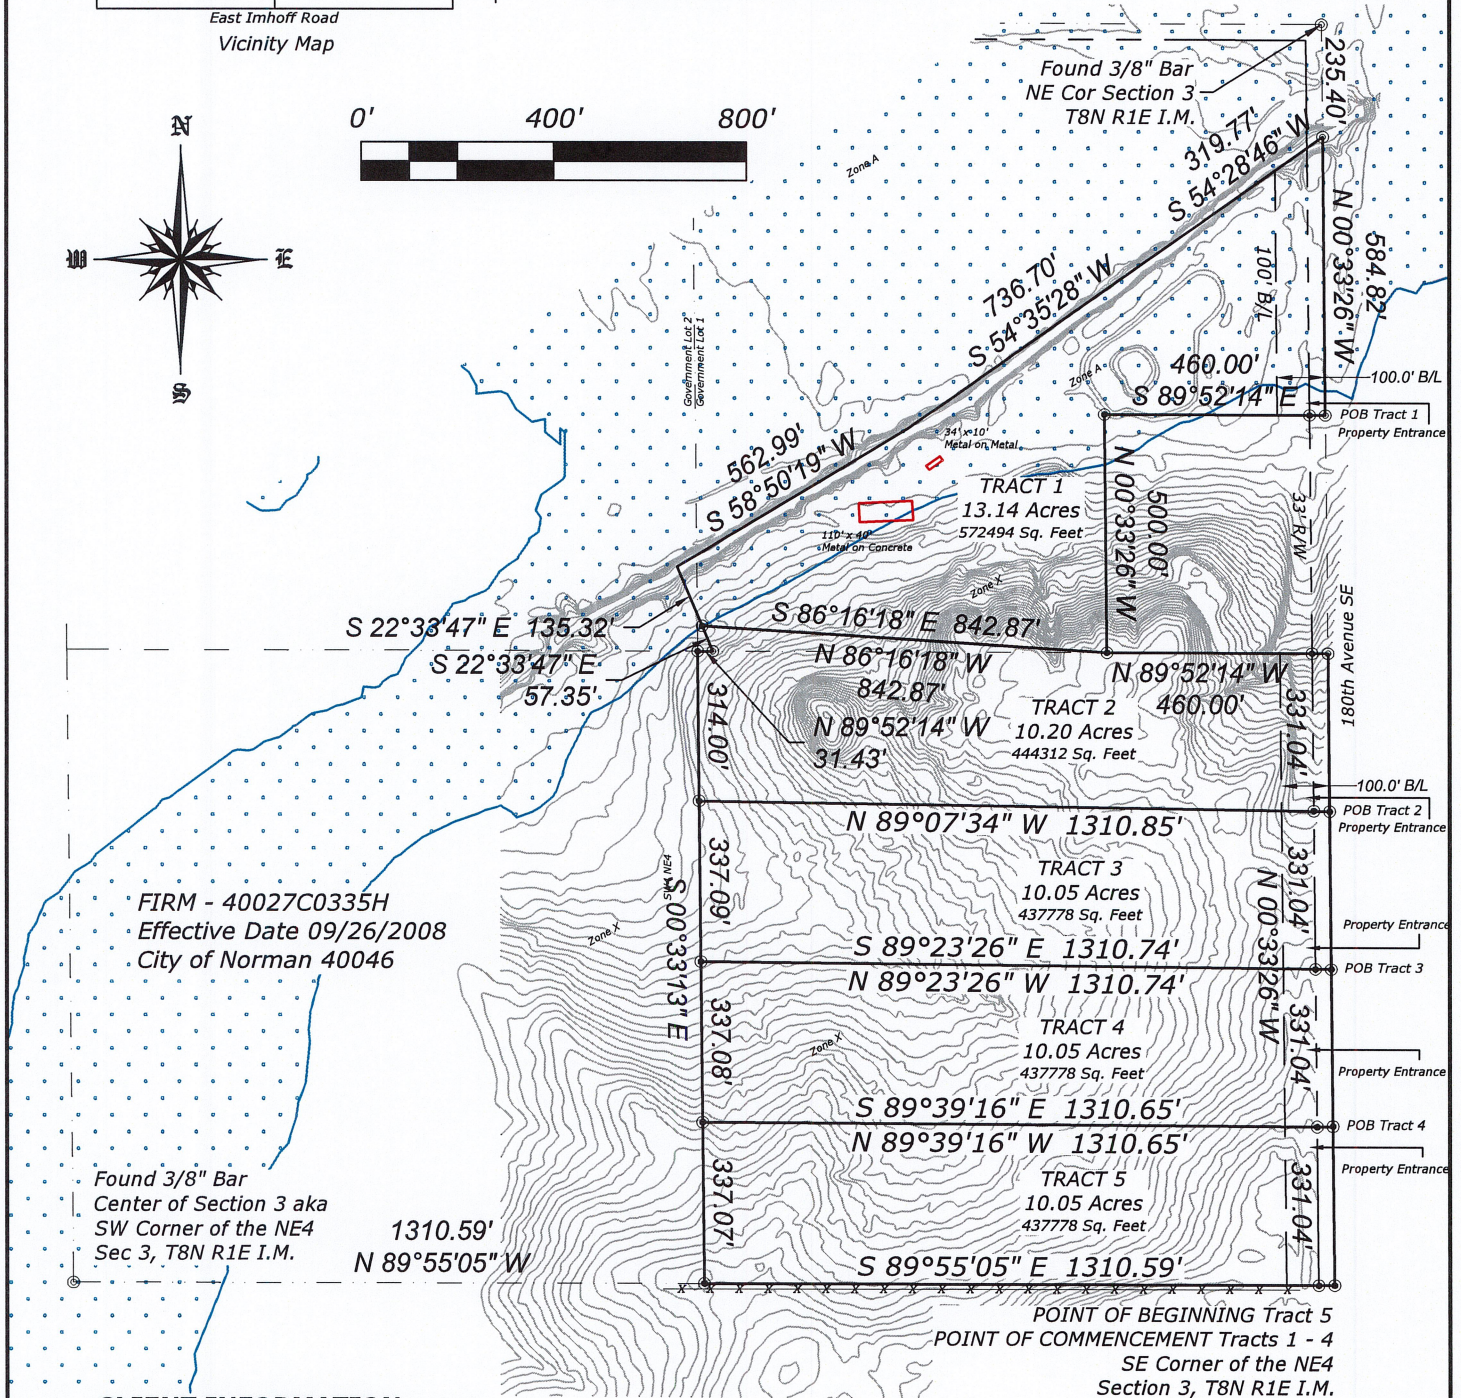 East Imhoff Road
Vicinity Map
N
W
E
S
0' 400' 800'
Found 3/8" Bar
NE Cor Section 3
T8N R1E I.M.
235.40'
319.77'
S 54°28'46" W
Zone A
N 00°33'26" W
584.82'
100' B/L
736.70'
S 54°35'28" W
Government Lot 2
Government Lot 1
Zone A
460.00'
S 89°52'14" E
100.0' B/L
POB Tract 1
Property Entrance
562.99'
S 58°50'19" W
34' x 10'
Metal on Metal
110' x 40'
Metal on Concrete
TRACT 1
13.14 Acres
572494 Sq. Feet
N 00°33'26" W
500.00'
33' R/W
Zone X
180th Avenue SE
S 22°33'47" E 135.32'
S 22°33'47" E
57.35'
S 86°16'18" E 842.87'
N 86°16'18" W
842.87'
N 89°52'14" W
31.43'
N 89°52'14" W
460.00'
314.00'
TRACT 2
10.20 Acres
444312 Sq. Feet
331.04'
100.0' B/L
POB Tract 2
Property Entrance
N 89°07'34" W 1310.85'
337.09'
SW4 NE4
S 00°33'13" E
TRACT 3
10.05 Acres
437778 Sq. Feet
331.04'
N 00°33'26" W
Property Entrance
FIRM - 40027C0335H
Effective Date 09/26/2008
City of Norman 40046
Zone X
S 89°23'26" E 1310.74'
POB Tract 3
N 89°23'26" W 1310.74'
337.08'
Zone X
TRACT 4
10.05 Acres
437778 Sq. Feet
331.04'
Property Entrance
S 89°39'16" E 1310.65'
POB Tract 4
N 89°39'16" W 1310.65'
337.07'
TRACT 5
10.05 Acres
437778 Sq. Feet
331.04'
Property Entrance
Found 3/8" Bar
Center of Section 3 aka
SW Corner of the NE4
Sec 3, T8N R1E I.M.
1310.59'
N 89°55'05" W
S 89°55'05" E 1310.59'
x x x x x x x x x x x x x x x x x x x x x
POINT OF BEGINNING Tract 5
POINT OF COMMENCEMENT Tracts 1 - 4
SE Corner of the NE4
Section 3, T8N R1E I.M.